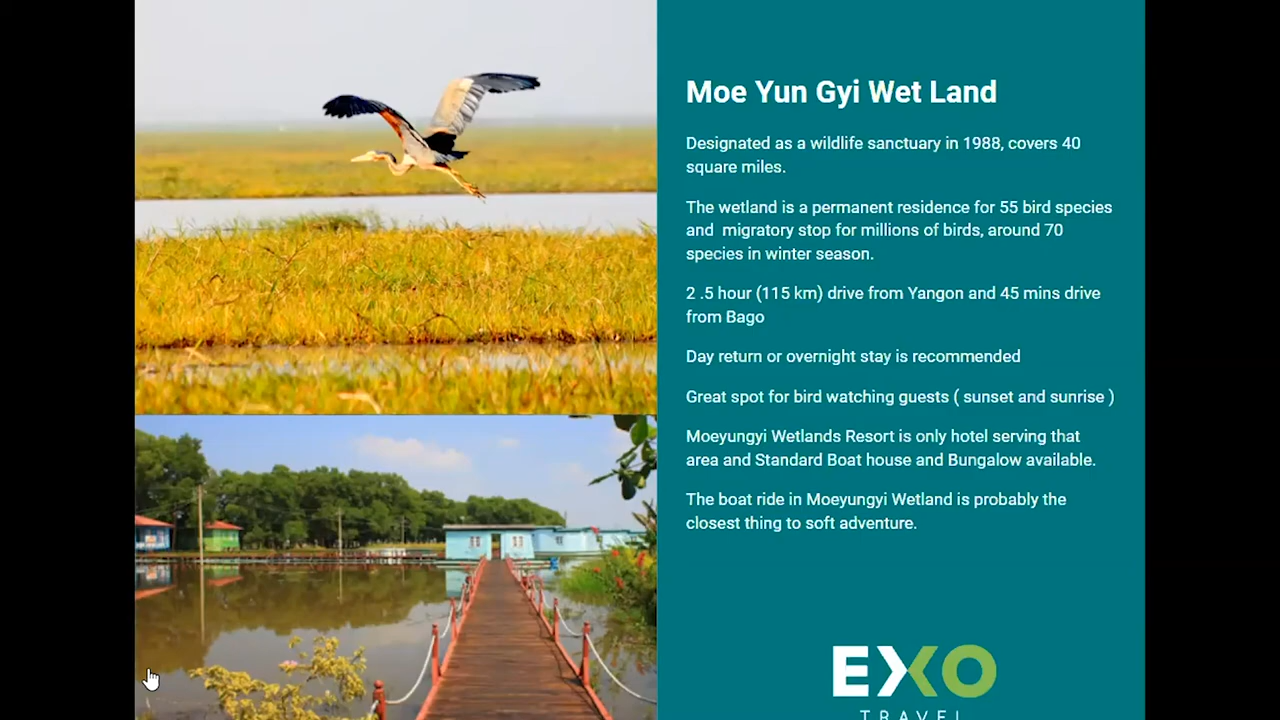 Moe Yun Gyi Wet Land
Designated as a wildlife sanctuary in 1988, covers 40
square miles.
The wetland is a permanent residence for 55 bird species
and  migratory stop for millions of birds, around 70
species in winter season.
2 .5 hour (115 km) drive from Yangon and 45 mins drive
from Bago
Day return or overnight stay is recommended
Great spot for bird watching guests ( sunset and sunrise )
Moeyungyi Wetlands Resort is only hotel serving that
area and Standard Boat house and Bungalow available.
The boat ride in Moeyungyi Wetland is probably the
closest thing to soft adventure.
EXO
TRAVEL